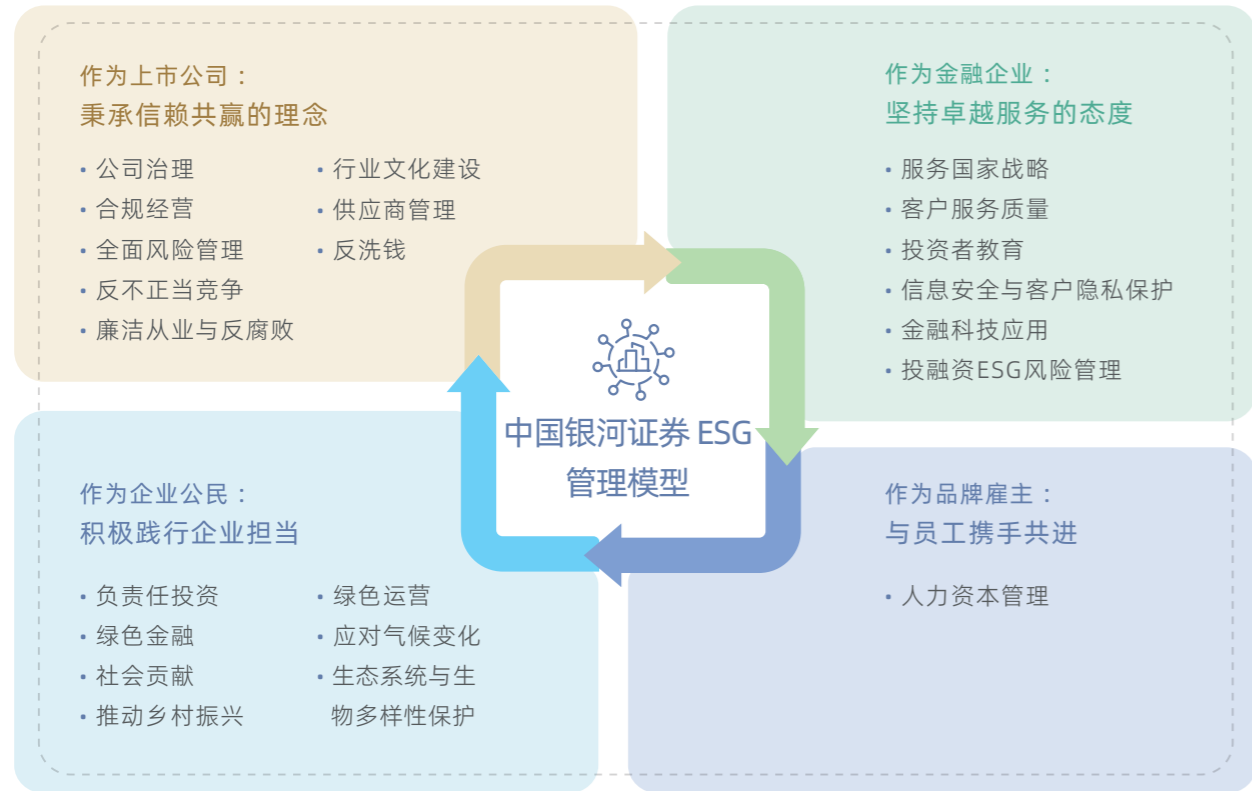 作为上市公司：
秉承信赖共赢的理念
• 公司治理
• 合规经营
• 全面风险管理
• 反不正当竞争
• 廉洁从业与反腐败
• 行业文化建设
• 供应商管理
• 反洗钱
作为金融企业：
坚持卓越服务的态度
• 服务国家战略
• 客户服务质量
• 投资者教育
• 信息安全与客户隐私保护
• 金融科技应用
• 投融资ESG风险管理
中国银河证券 ESG
管理模型
作为企业公民：
积极践行企业担当
• 负责任投资
• 绿色金融
• 社会贡献
• 推动乡村振兴
• 绿色运营
• 应对气候变化
• 生态系统与生
物多样性保护
作为品牌雇主：
与员工携手共进
• 人力资本管理